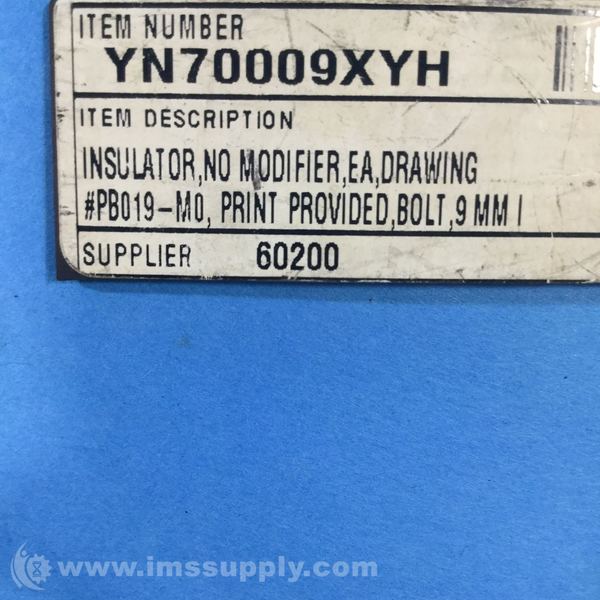 ITEM NUMBER
YN70009XYH
ITEM DESCRIPTION
INSULATOR,NO MODIFIER,EA,DRAWING
#PB019-M0, PRINT PROVIDED,BOLT,9 MM I
SUPPLIER 60200
www.imssupply.com